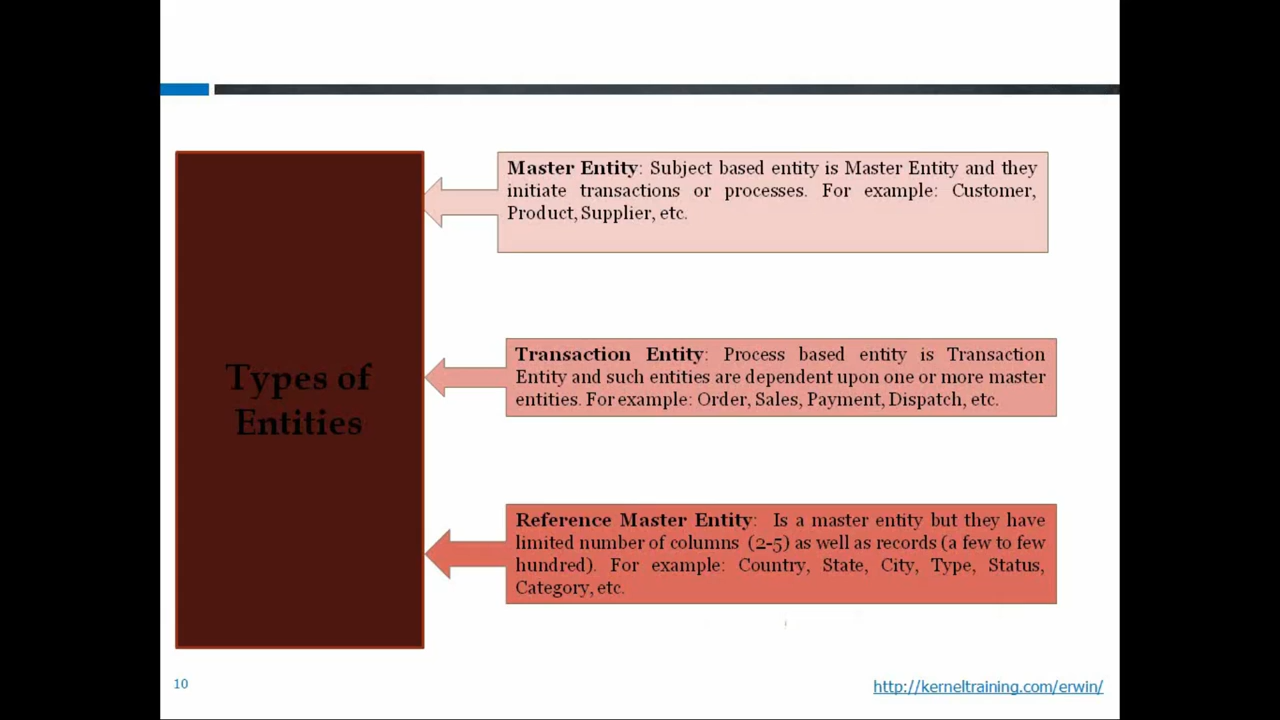 Types of
Entities
Master Entity: Subject based entity is Master Entity and they
initiate transactions or processes. For example: Customer,
Product, Supplier, etc.
Transaction Entity: Process based entity is Transaction
Entity and such entities are dependent upon one or more master
entities. For example: Order, Sales, Payment, Dispatch, etc.
Reference Master Entity: Is a master entity but they have
limited number of columns (2-5) as well as records (a few to few
hundred). For example: Country, State, City, Type, Status,
Category, etc.
10
http://kerneltraining.com/erwin/